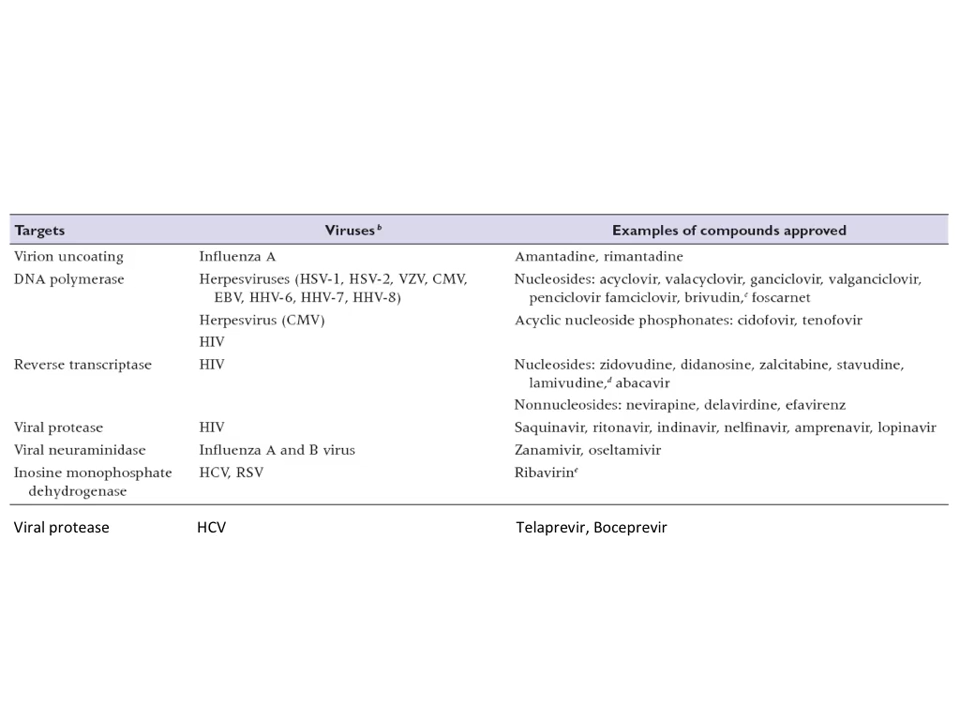 Targets Viruses b Examples of compounds approved
Virion uncoating Influenza A Amantadine, rimantadine
DNA polymerase Herpesviruses (HSV-1, HSV-2, VZV, CMV, Nucleosides: acyclovir, valacyclovir, ganciclovir, valganciclovir,
EBV, HHV-6, HHV-7, HHV-8) penciclovir famciclovir, brivudin,c foscarnet
Herpesvirus (CMV) Acyclic nucleoside phosphonates: cidofovir, tenofovir
HIV
Reverse transcriptase HIV Nucleosides: zidovudine, didanosine, zalcitabine, stavudine,
lamivudine,d abacavir
Nonnucleosides: nevirapine, delavirdine, efavirenz
Viral protease HIV Saquinavir, ritonavir, indinavir, nelfinavir, amprenavir, lopinavir
Viral neuraminidase Influenza A and B virus Zanamivir, oseltamivir
Inosine monophosphate HCV, RSV Ribavirine
dehydrogenase
Viral protease HCV Telaprevir, Boceprevir